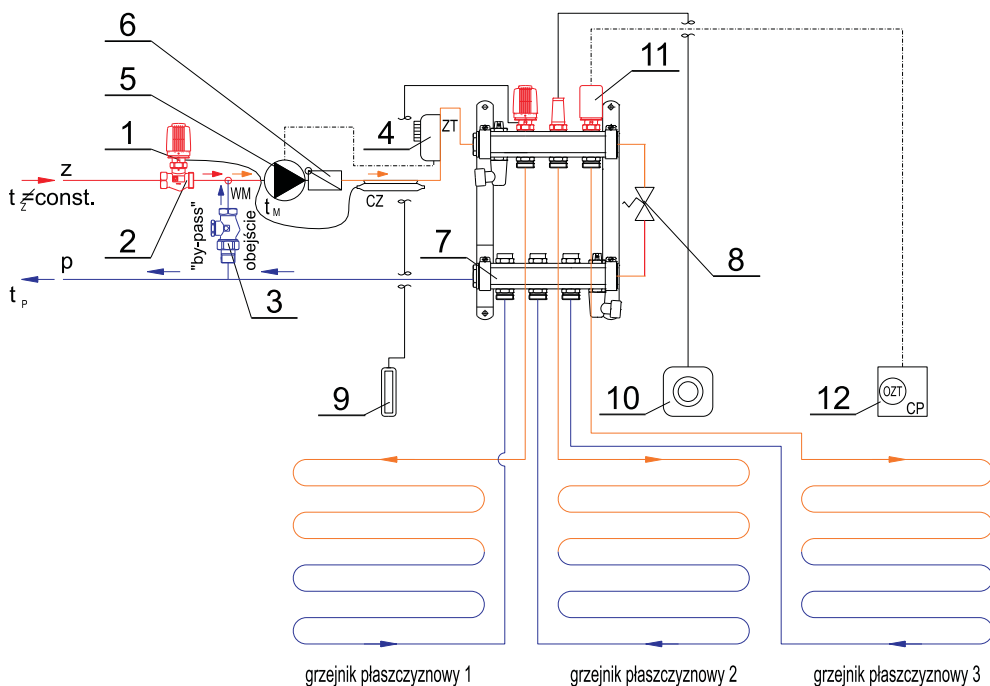 6
5
1
4
ZT
11
z
t z ≠const.
WM
t M
CZ
"by-pass"
obejście
2
3
p
t P
7
8
9
10
12
OZT
CP
grzejnik płaszczyznowy 1
grzejnik płaszczyznowy 2
grzejnik płaszczyznowy 3